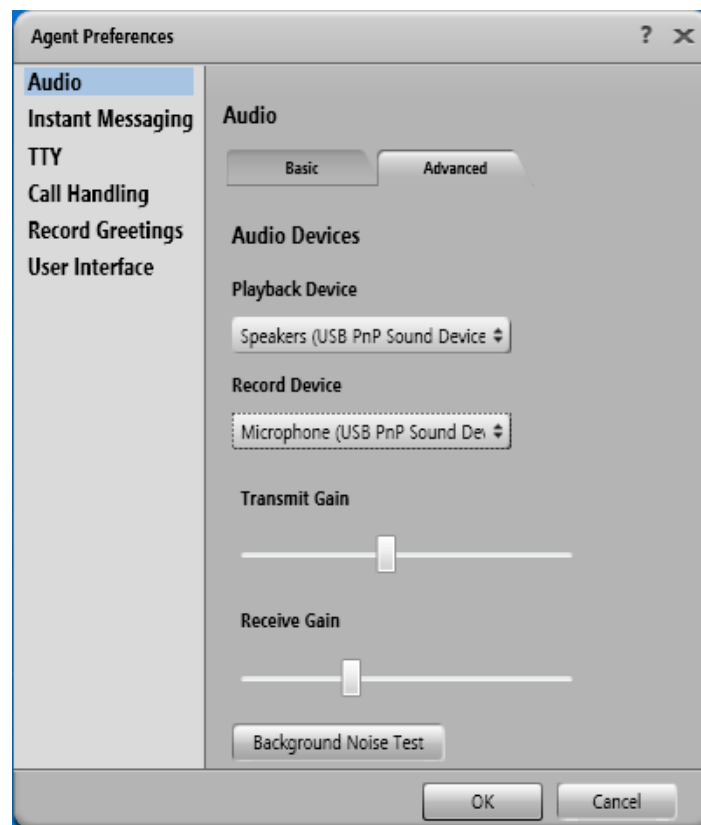 Agent Preferences
?
Audio
Instant Messaging
TTY
Call Handling
Record Greetings
User Interface
Audio
Basic
Advanced
Audio Devices
Playback Device
Speakers (USB PnP Sound Device
Record Device
Microphone (USB PnP Sound De
Transmit Gain
Receive Gain
Background Noise Test
OK
Cancel